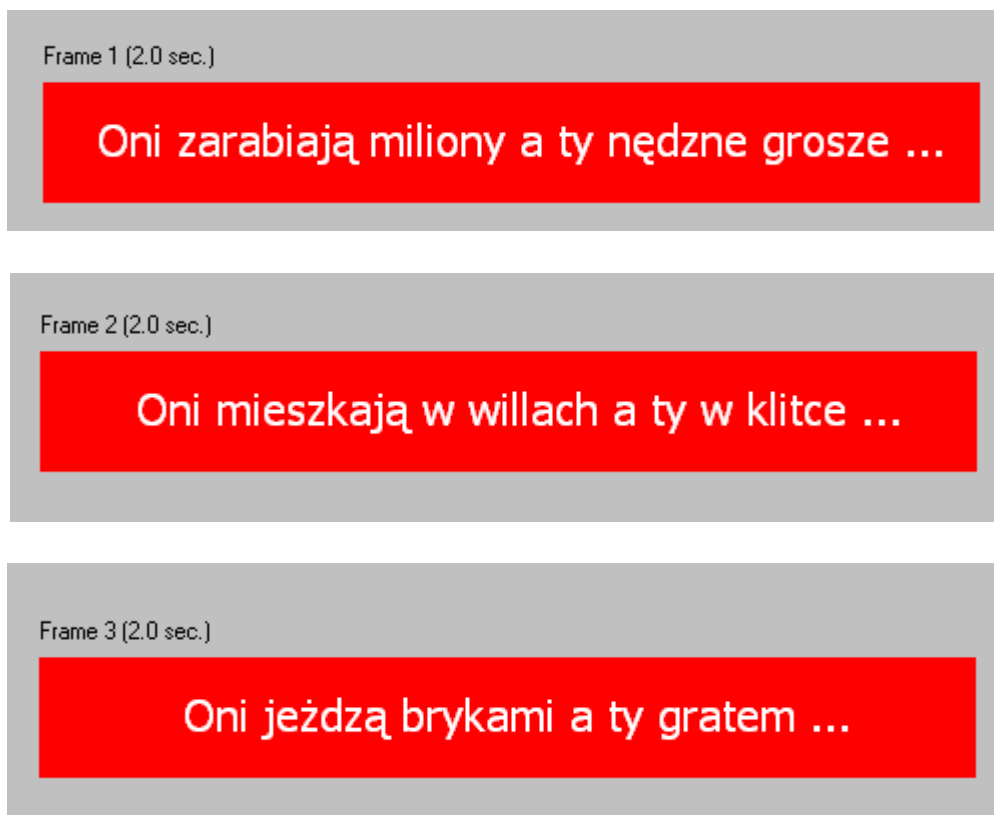 Frame 1 (2.0 sec.)
Oni zarabiają miliony a ty nędzne grosze ...
Frame 2 (2.0 sec.)
Oni mieszkają w willach a ty w klitce ...
Frame 3 (2.0 sec.)
Oni jeżdzą brykami a ty gratem ...